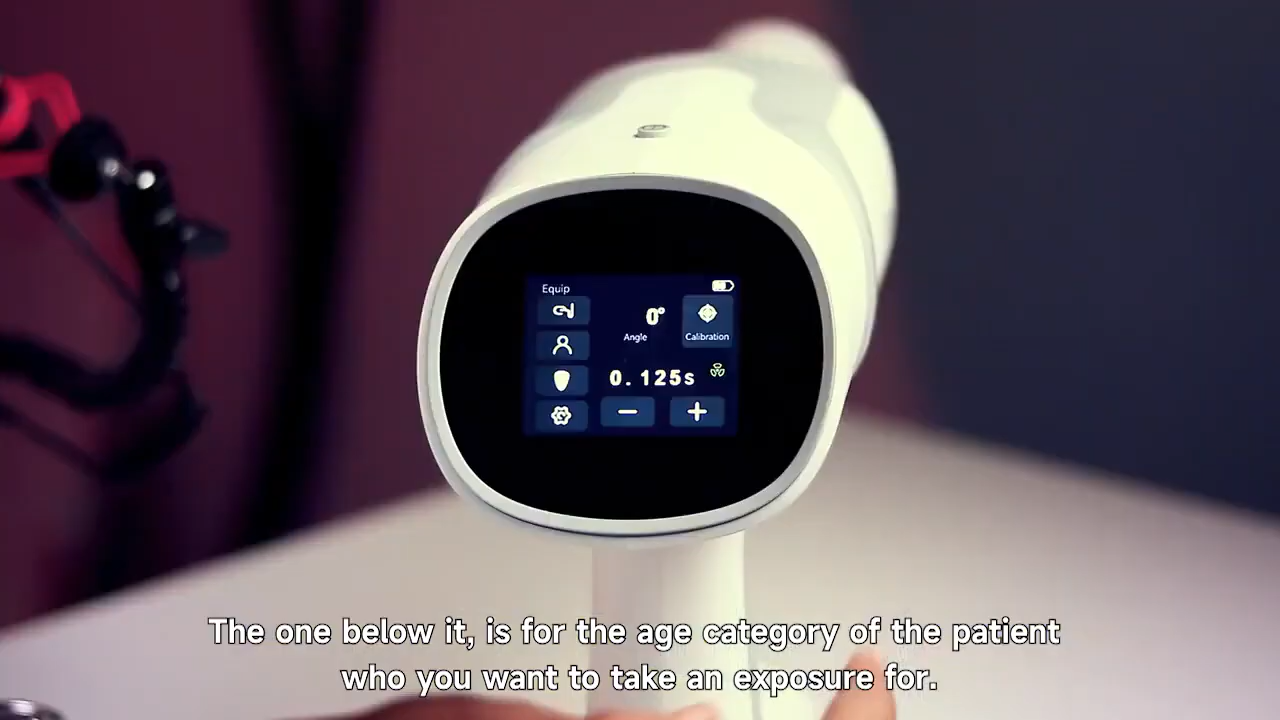 Equip
0°
Angle
Calibration
0.125s
The one below it, is for the age category of the patient
who you want to take an exposure for.